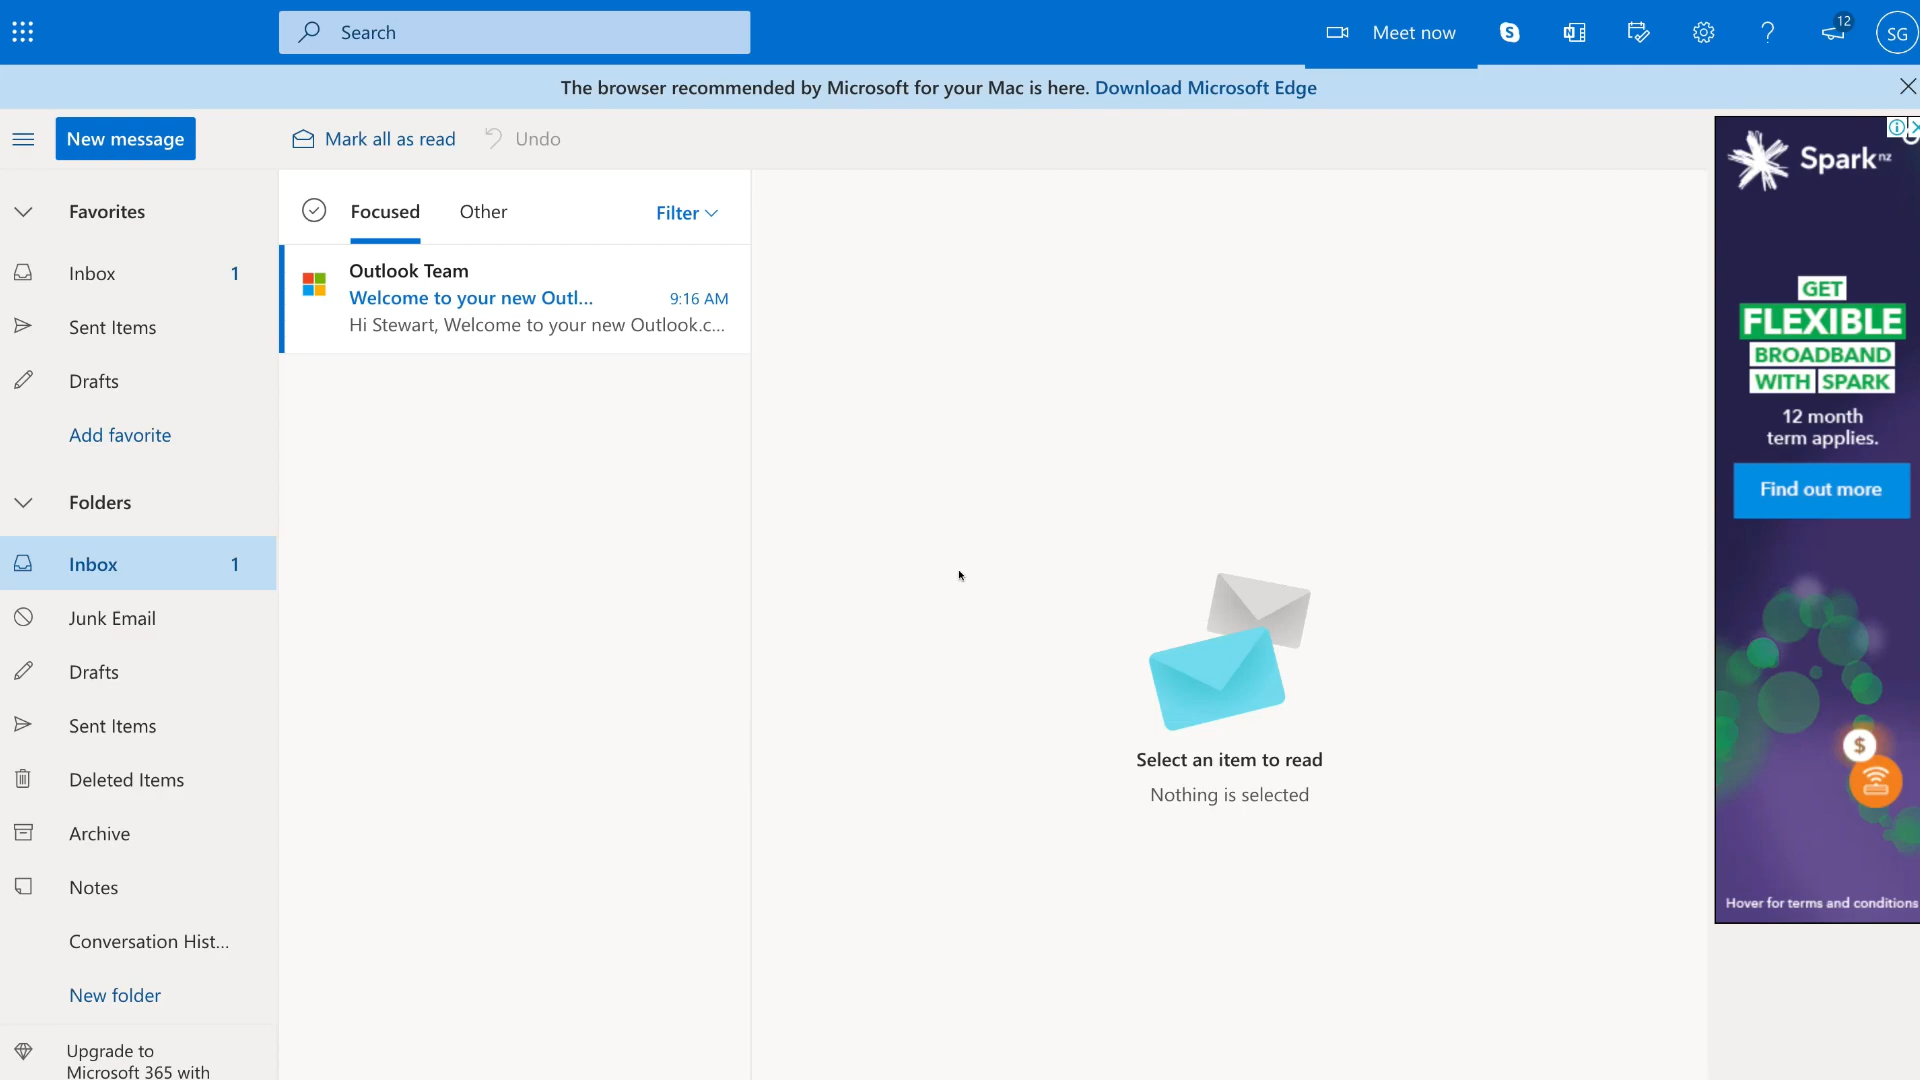 Search
Meet now
12
SG
The browser recommended by Microsoft for your Mac is here. Download Microsoft Edge
New message
Mark all as read
Undo
Favorites
Inbox 1
Sent Items
Drafts
Add favorite
Folders
Inbox 1
Junk Email
Drafts
Sent Items
Deleted Items
Archive
Notes
Conversation Hist...
New folder
Upgrade to
Microsoft 365 with
Focused
Other
Filter
Outlook Team
Welcome to your new Outl... 9:16 AM
Hi Stewart, Welcome to your new Outlook.c...
Select an item to read
Nothing is selected
Spark nz
GET
FLEXIBLE
BROADBAND
WITH SPARK
12 month
term applies.
Find out more
$
Hover for terms and conditions